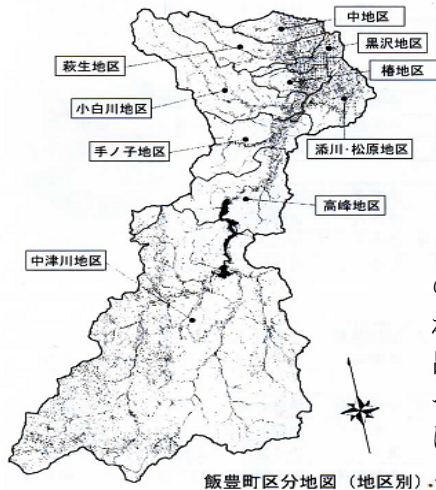 中地区
黒沢地区
萩生地区
椿地区
小白川地区
手ノ子地区
添川・松原地区
高峰地区
中津川地区
飯豊町区分地図（地区別）